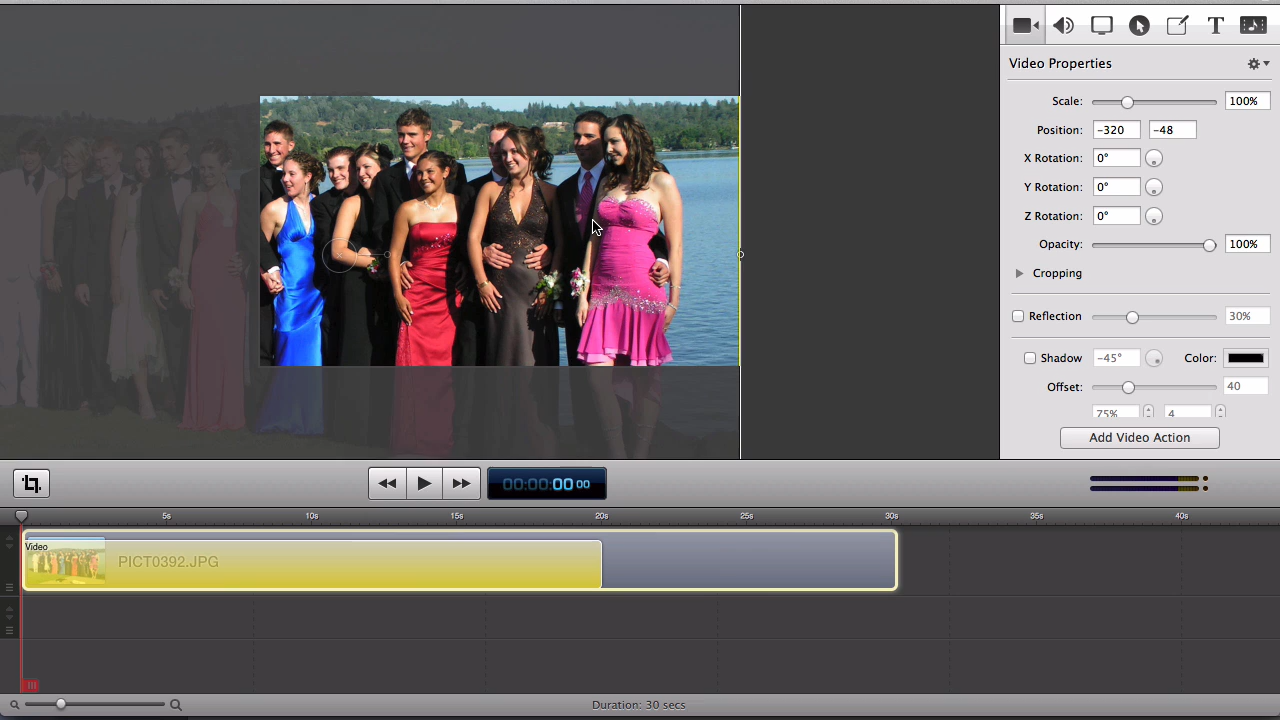 T
Video Properties
Scale: 100%
Position: -320 -48
X Rotation: 0°
Y Rotation: 0°
Z Rotation: 0°
Opacity: 100%
Cropping
Reflection 30%
Shadow -45° Color:
Offset: 40
75% 4
Add Video Action
00:00:00 00
5s 10s 15s 20s 25s 30s 35s 40s
Video
PICT0392.JPG
Duration: 30 secs